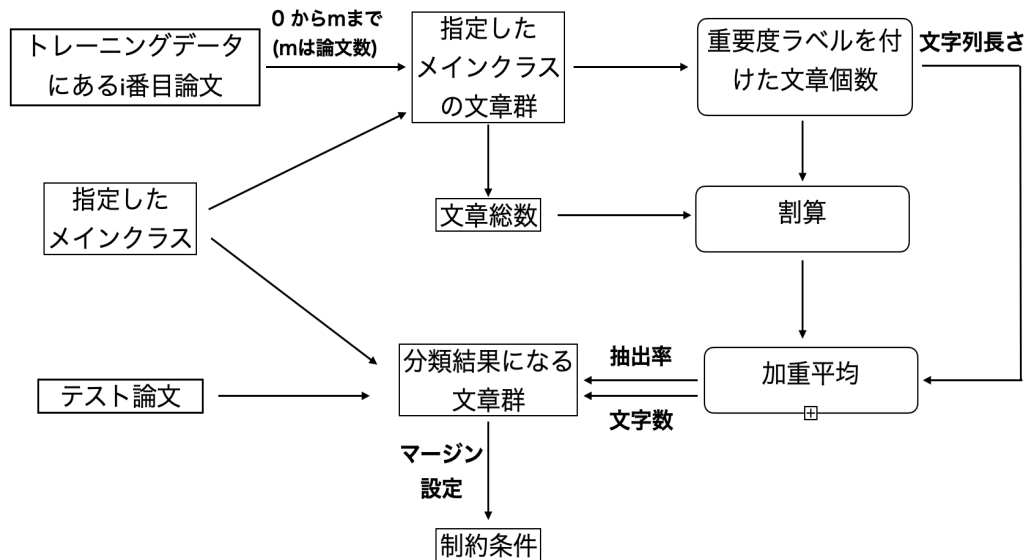 トレーニングデータ
にあるi番目論文
0 からmまで
(mは論文数)
指定した
メインクラス
の文章群
重要度ラベルを付
けた文章個数
文字列長さ
指定した
メインクラス
文章総数
割算
分類結果になる
文章群
抽出率
文字数
加重平均
テスト論文
マージン
設定
制約条件